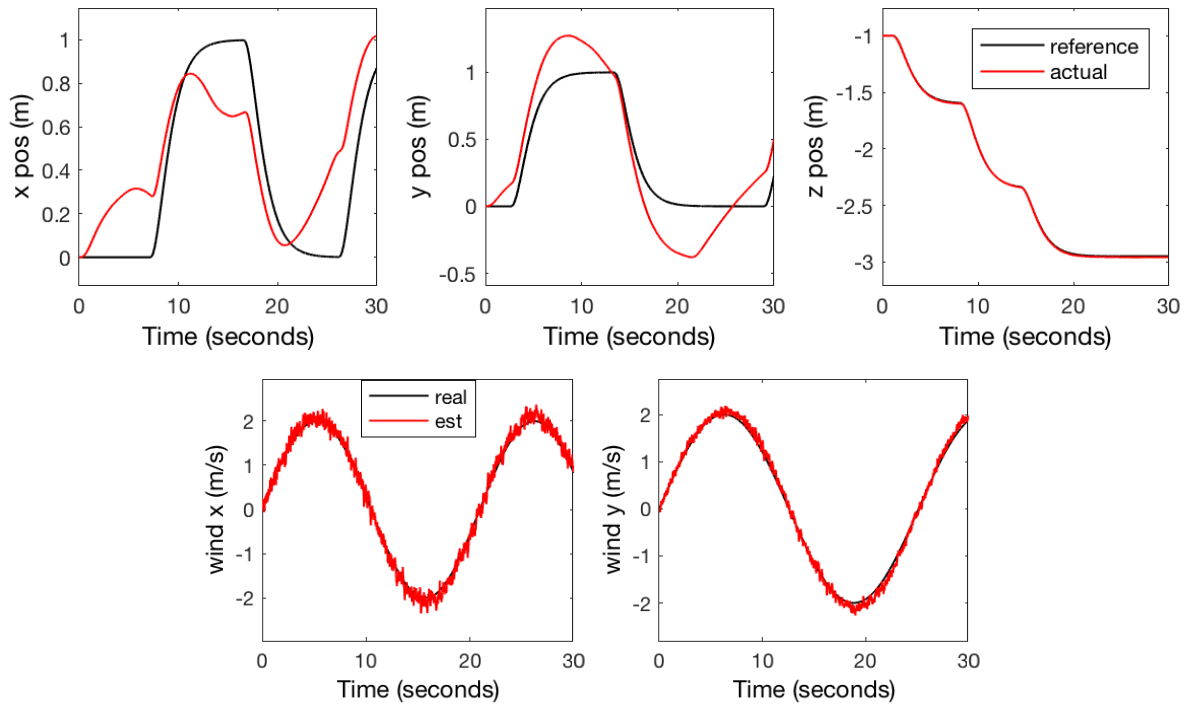 x pos (m)
1
0.8
0.6
0.4
0.2
0
0 10 20 30
Time (seconds)
y pos (m)
1
0.5
0
-0.5
0 10 20 30
Time (seconds)
z pos (m)
-1
-1.5
-2
-2.5
-3
0 10 20 30
Time (seconds)
reference
actual
wind x (m/s)
2
1
0
-1
-2
0 10 20 30
Time (seconds)
real
est
wind y (m/s)
2
1
0
-1
-2
0 10 20 30
Time (seconds)